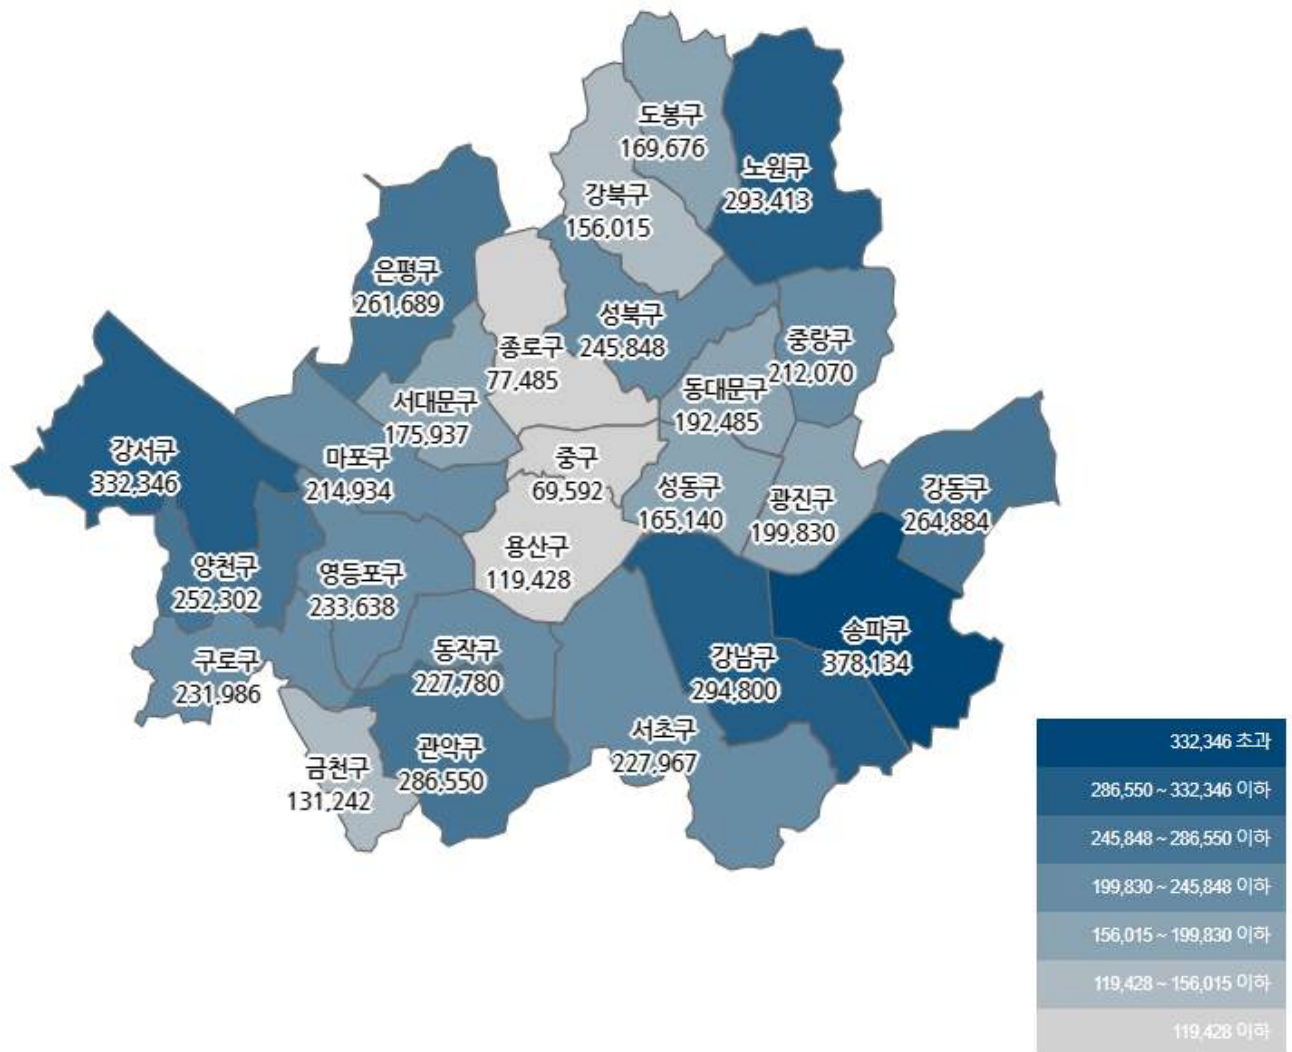 도봉구
169,676
노원구
293,413
강북구
156,015
은평구
261,689
성북구
245,848
종로구
77,485
중랑구
212,070
동대문구
192,485
서대문구
175,937
강서구
332,346
마포구
214,934
중구
69,592
성동구
165,140
광진구
199,830
강동구
264,884
용산구
119,428
양천구
252,302
영등포구
233,638
송파구
378,134
동작구
227,780
강남구
294,800
구로구
231,986
서초구
227,967
관악구
286,550
금천구
131,242
332,346 초과
286,550 ~ 332,346 이하
245,848 ~ 286,550 이하
199,830 ~ 245,848 이하
156,015 ~ 199,830 이하
119,428 ~ 156,015 이하
119,428 이하